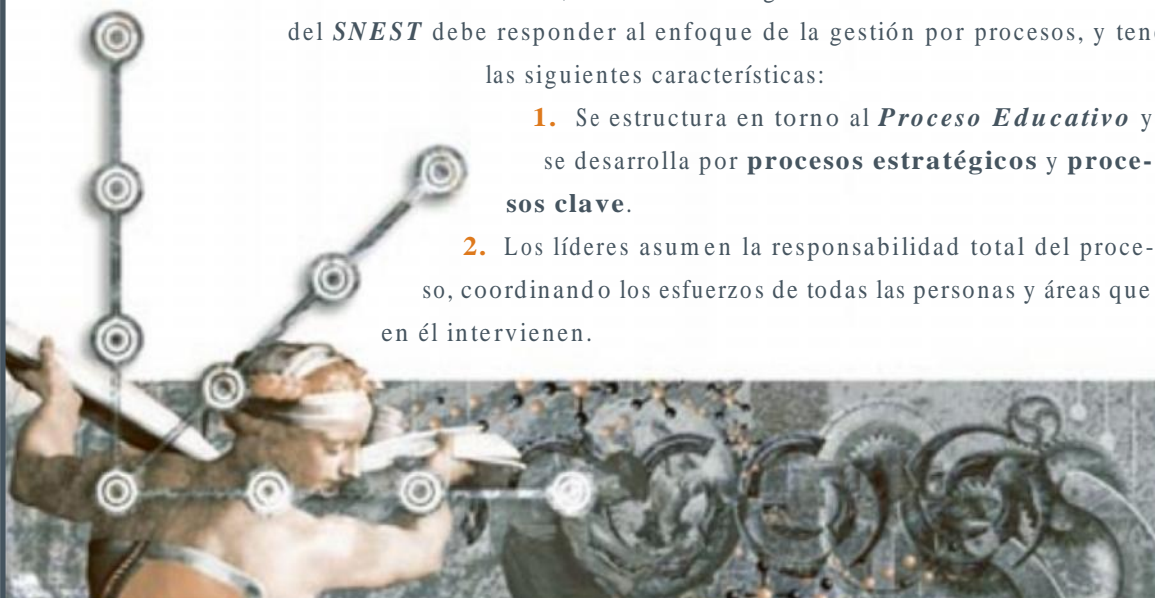 del SNEST debe responder al enfoque de la gestión por procesos, y
las siguientes características:
1. Se estructura en torno al Proceso Educativo y
se desarrolla por procesos estratégicos y proce-
sos clave.
2. Los líderes asumen la responsabilidad total del proce-
so, coordinando los esfuerzos de todas las personas y áreas que
en él intervienen.